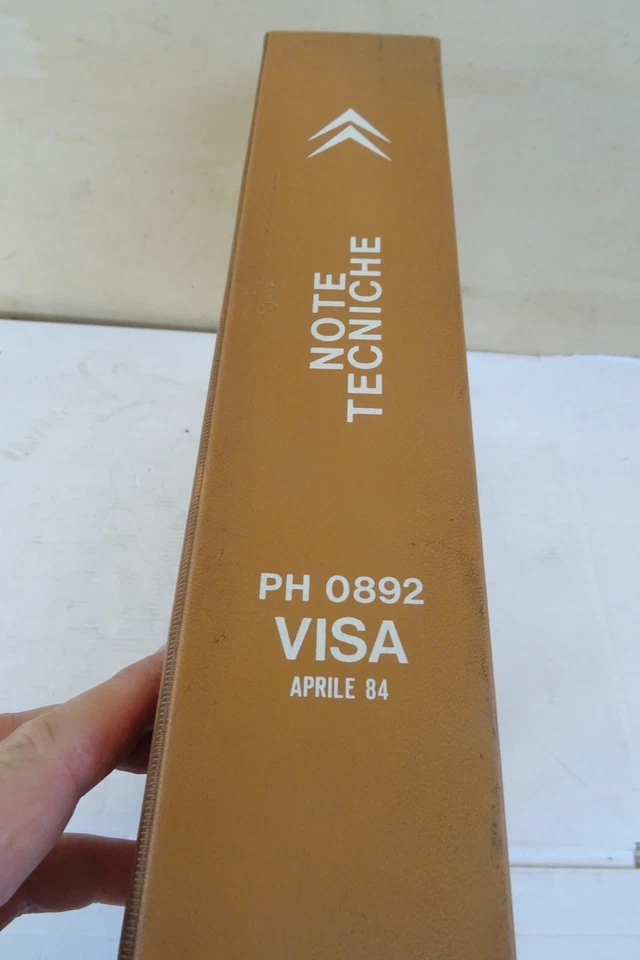 NOTE
TECNICHE
PH 0892
VISA
APRILE 84